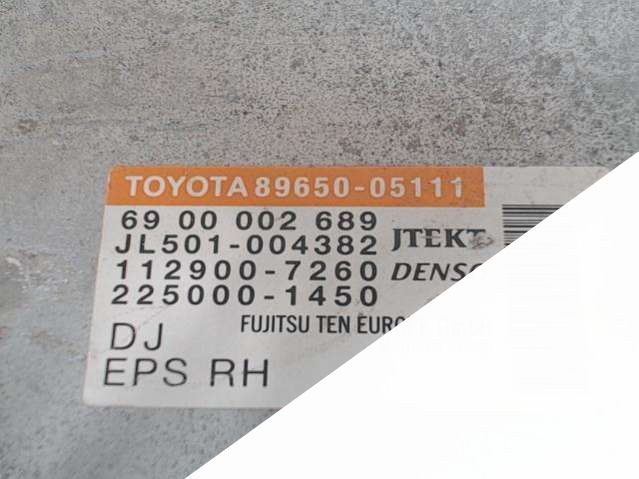 TOYOTA 89650-05111
69 00 002 689
JL501-004382 JTEKT
112900-7260
225000-1450
FUJITSU TEN
DJ
EPS RH